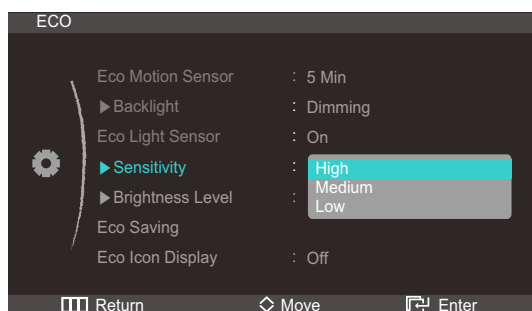 ECO
Eco Motion Sensor : 5 Min
▶Backlight : Dimming
Eco Light Sensor : On
▶Sensitivity : High
Medium
▶Brightness Level : Low
Eco Saving
Eco Icon Display : Off
Return Move Enter